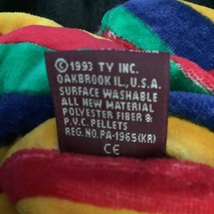 © 1993 TY INC.
OAKBROOK IL, U.S.A.
SURFACE WASHABLE
ALL NEW MATERIAL
POLYESTER FIBER &
P.V.C. PELLETS
REG. NO. PA-1965(KR)
CE